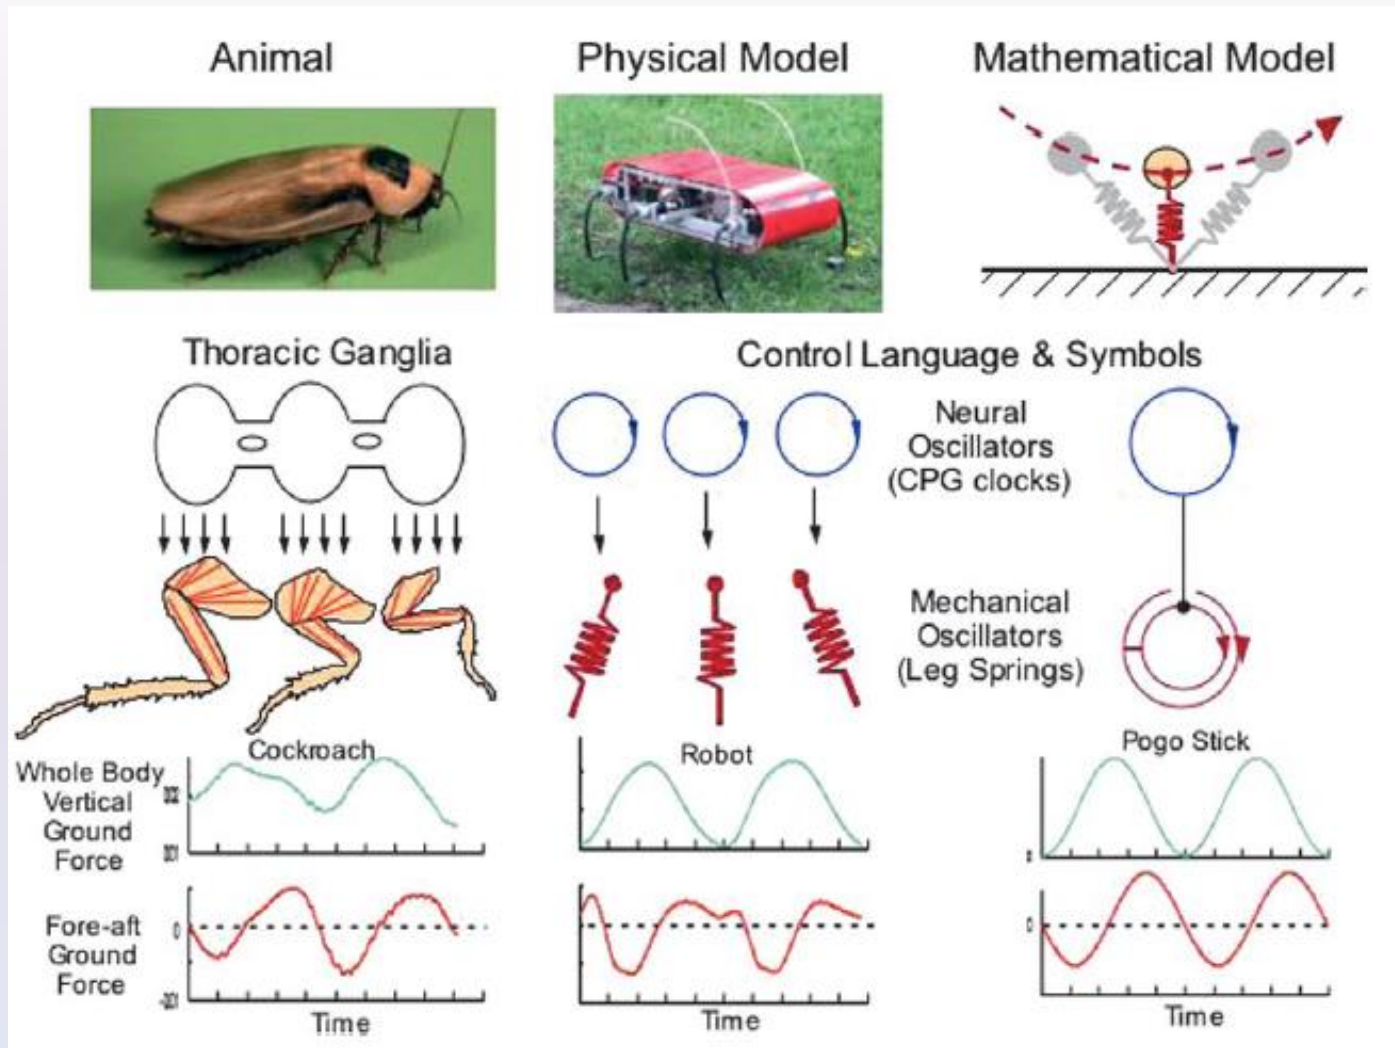 Animal
Physical Model
Mathematical Model
Thoracic Ganglia
Control Language & Symbols
Neural
Oscillators
(CPG clocks)
Mechanical
Oscillators
(Leg Springs)
Cockroach
Robot
Pogo Stick
Whole Body
Vertical
Ground
Force
Fore-aft
Ground
Force
0
0
Time
Time
Time